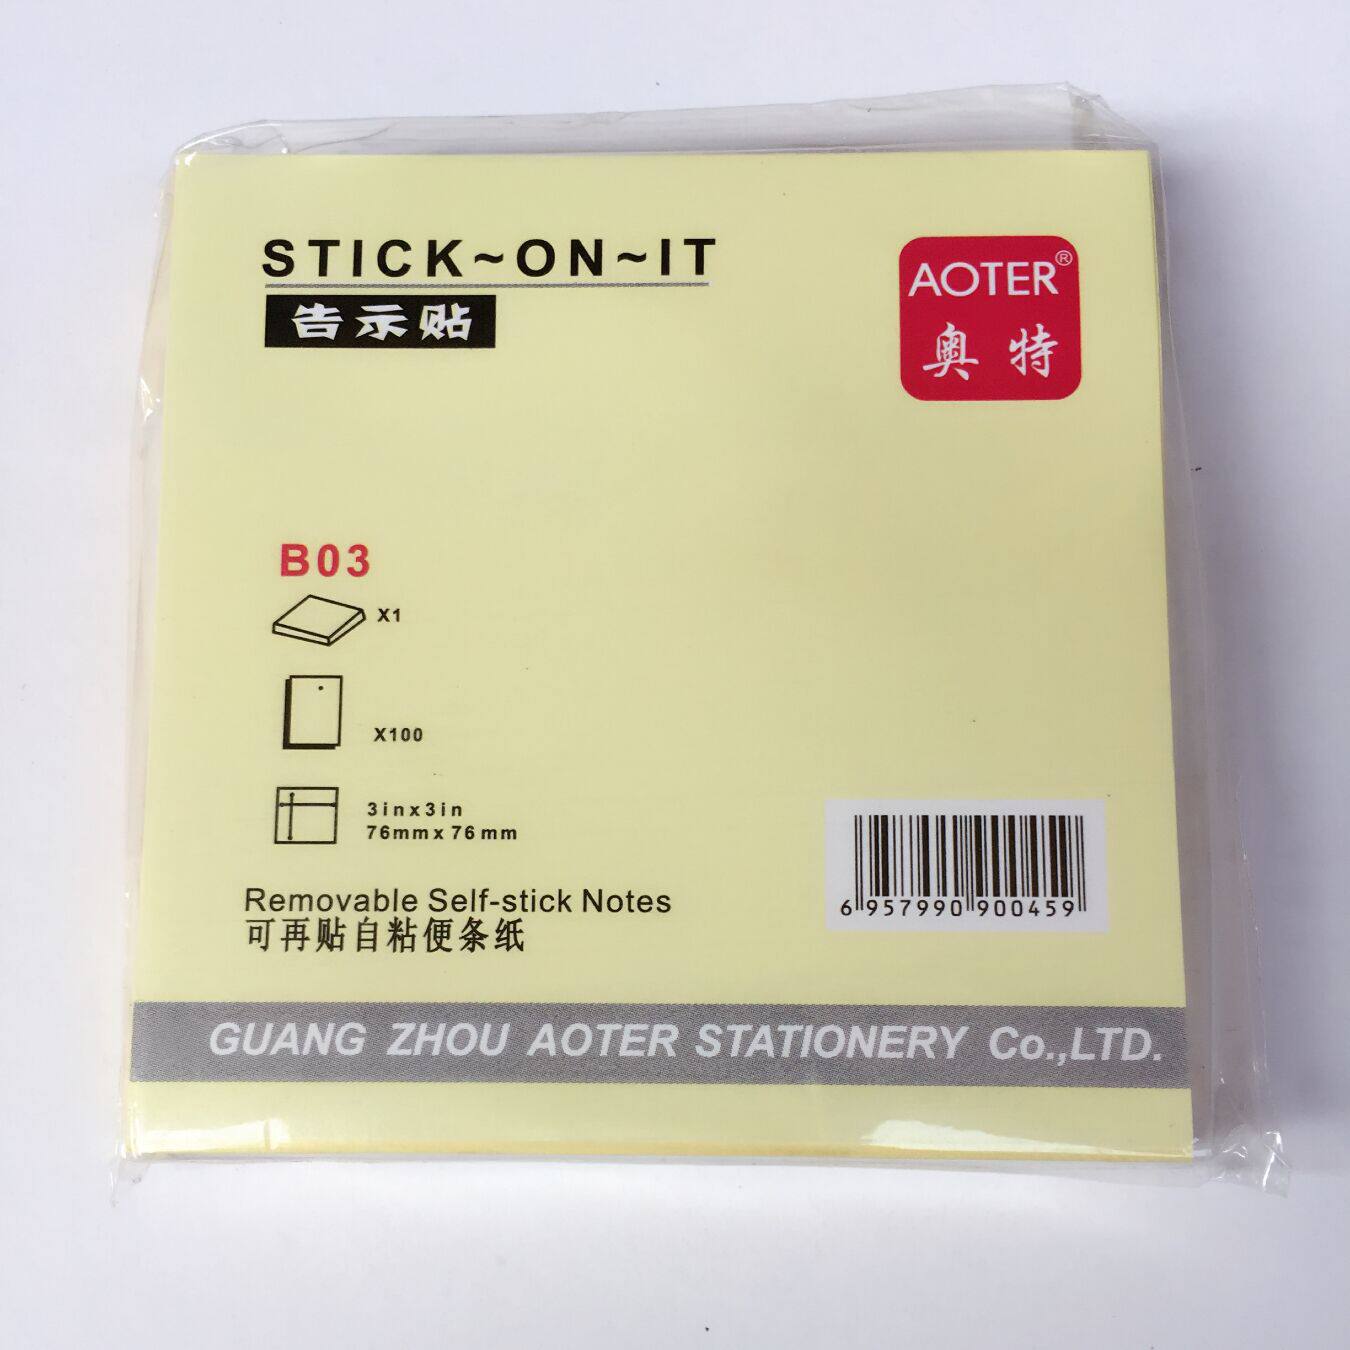 STICK~ON~IT
告示贴
AOTER®
奥特
B03
X1
X100
3inx3in
76mmx76mm
Removable Self-stick Notes
可再贴自粘便条纸
6 957990 900459
GUANG ZHOU AOTER STATIONERY Co.,LTD.